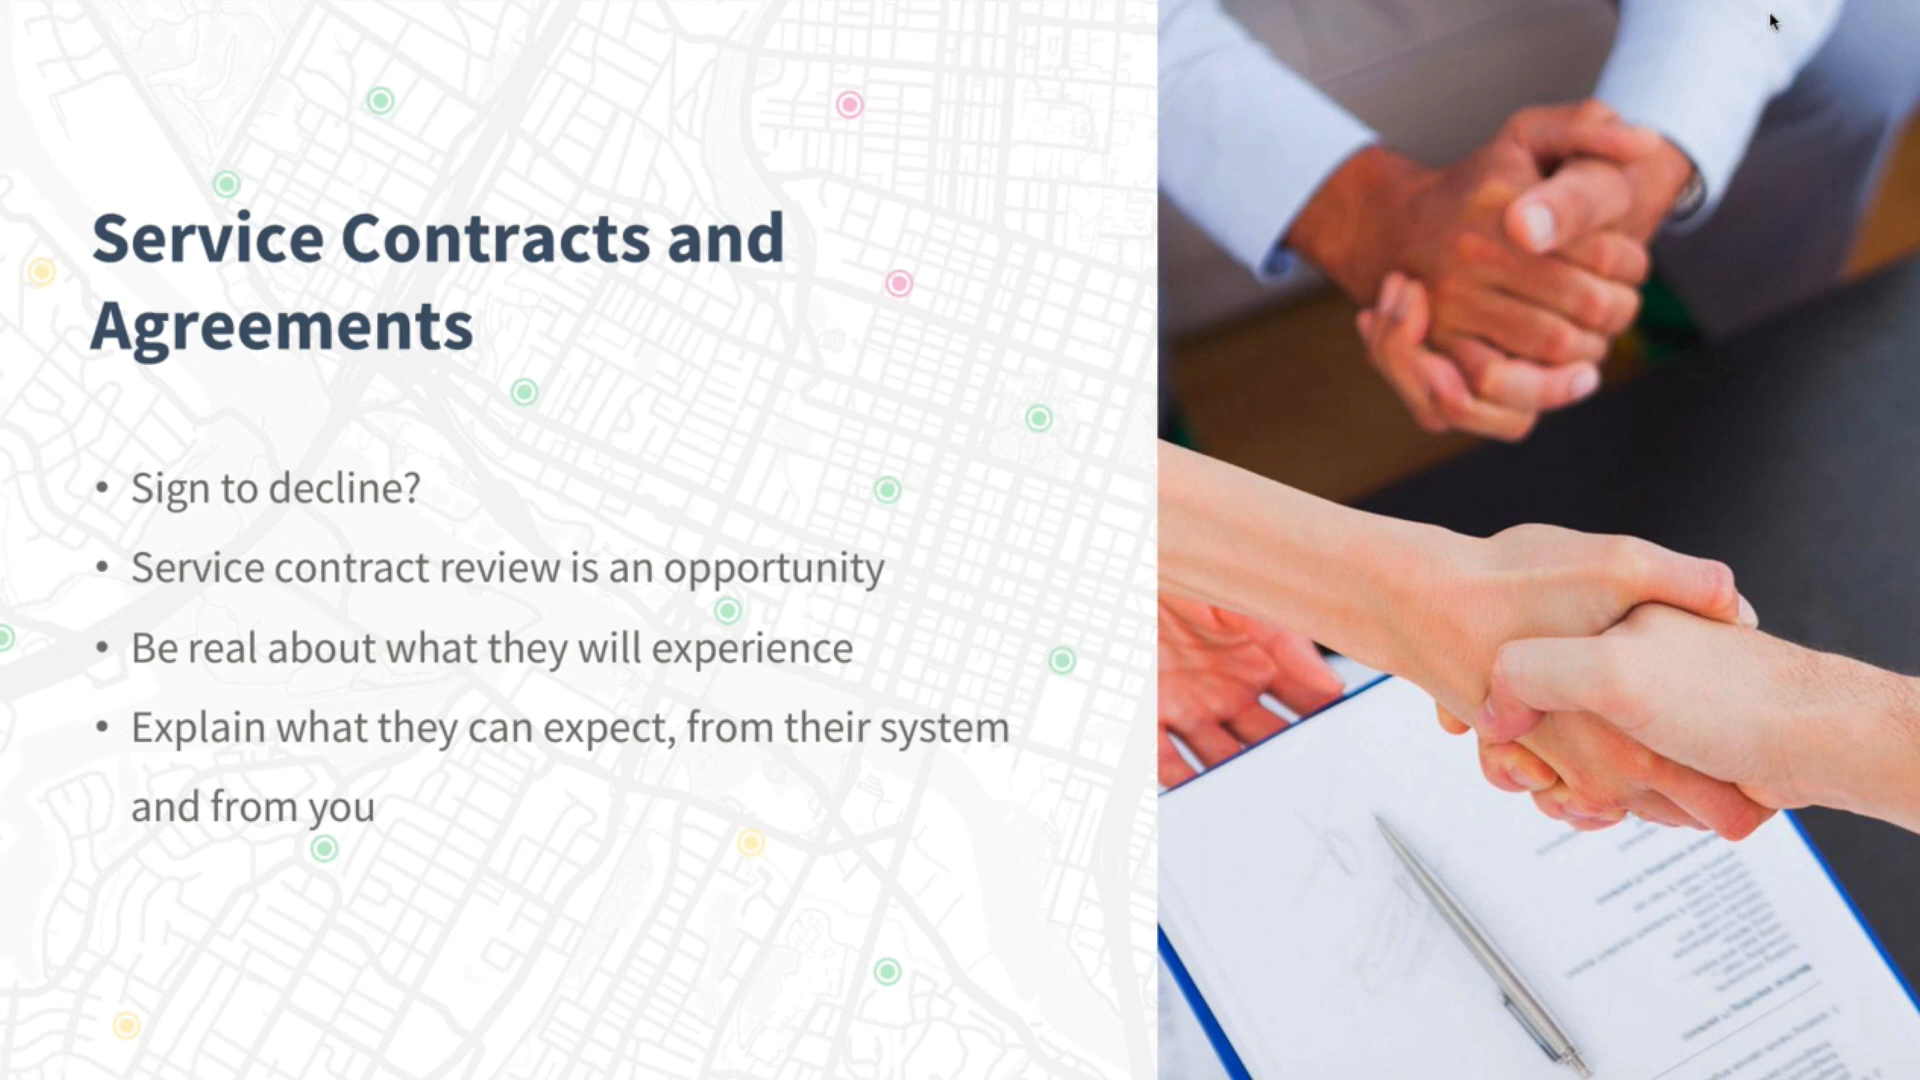 Service Contracts and
Agreements
• Sign to decline?
• Service contract review is an opportunity
• Be real about what they will experience
• Explain what they can expect, from their system
and from you